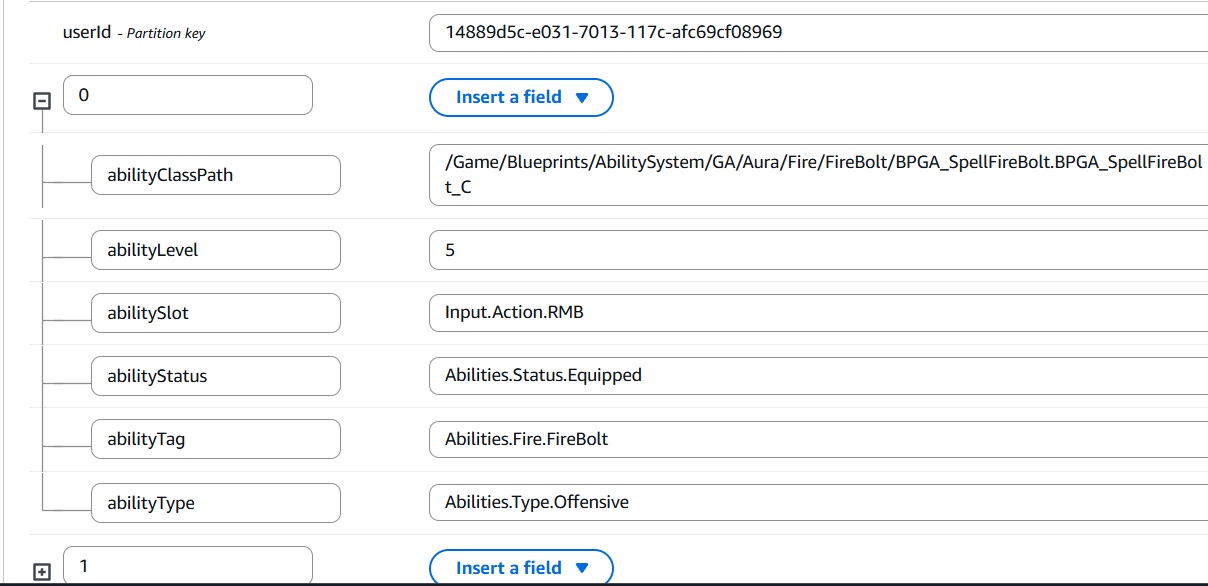 userId - Partition key 14889d5c-e031-7013-117c-afc69cf08969
0 Insert a field
abilityClassPath /Game/Blueprints/AbilitySystem/GA/Aura/Fire/FireBolt/BPGA_SpellFireBolt.BPGA_SpellFireBol
t_C
abilityLevel 5
abilitySlot Input.Action.RMB
abilityStatus Abilities.Status.Equipped
abilityTag Abilities.Fire.FireBolt
abilityType Abilities.Type.Offensive
1 Insert a field